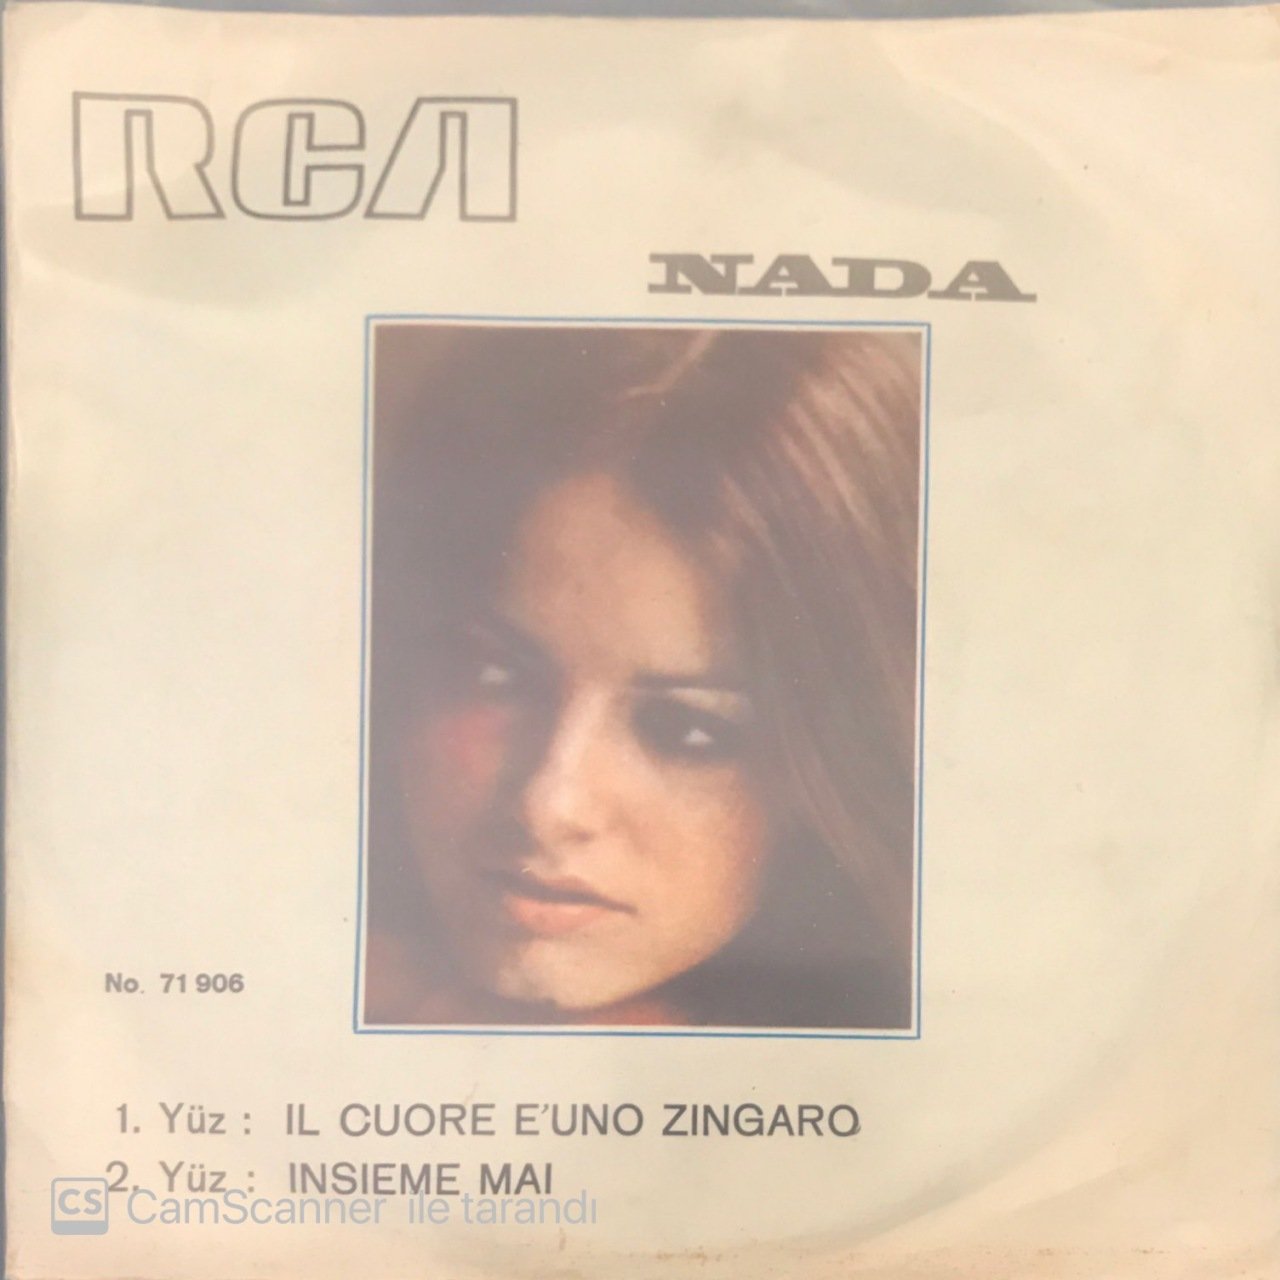 RCA
NADA
No. 71 906
1. Yüz : IL CUORE E'UNO ZINGARO
2. Yüz : INSIEME MAI
CS CamScanner ile tarandı